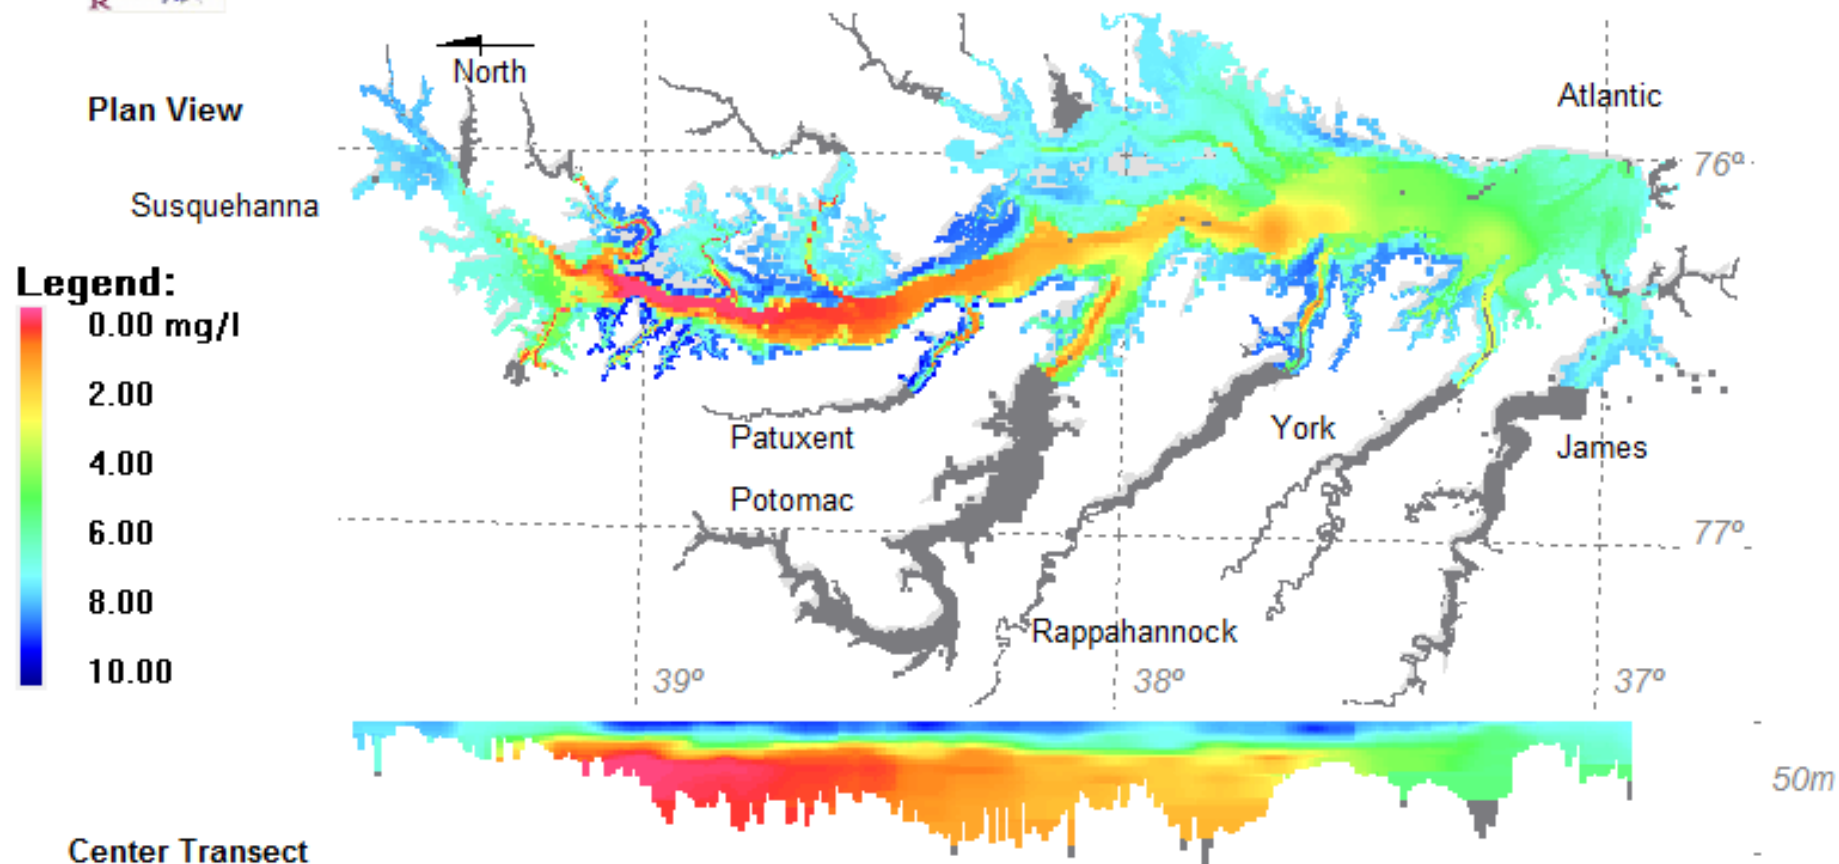 North
Plan View
Atlantic
76º
Susquehanna
Legend:
0.00 mg/l
2.00
4.00
6.00
8.00
10.00
Patuxent
York
James
Potomac
77º
Rappahannock
39º
38º
37º
50m
Center Transect